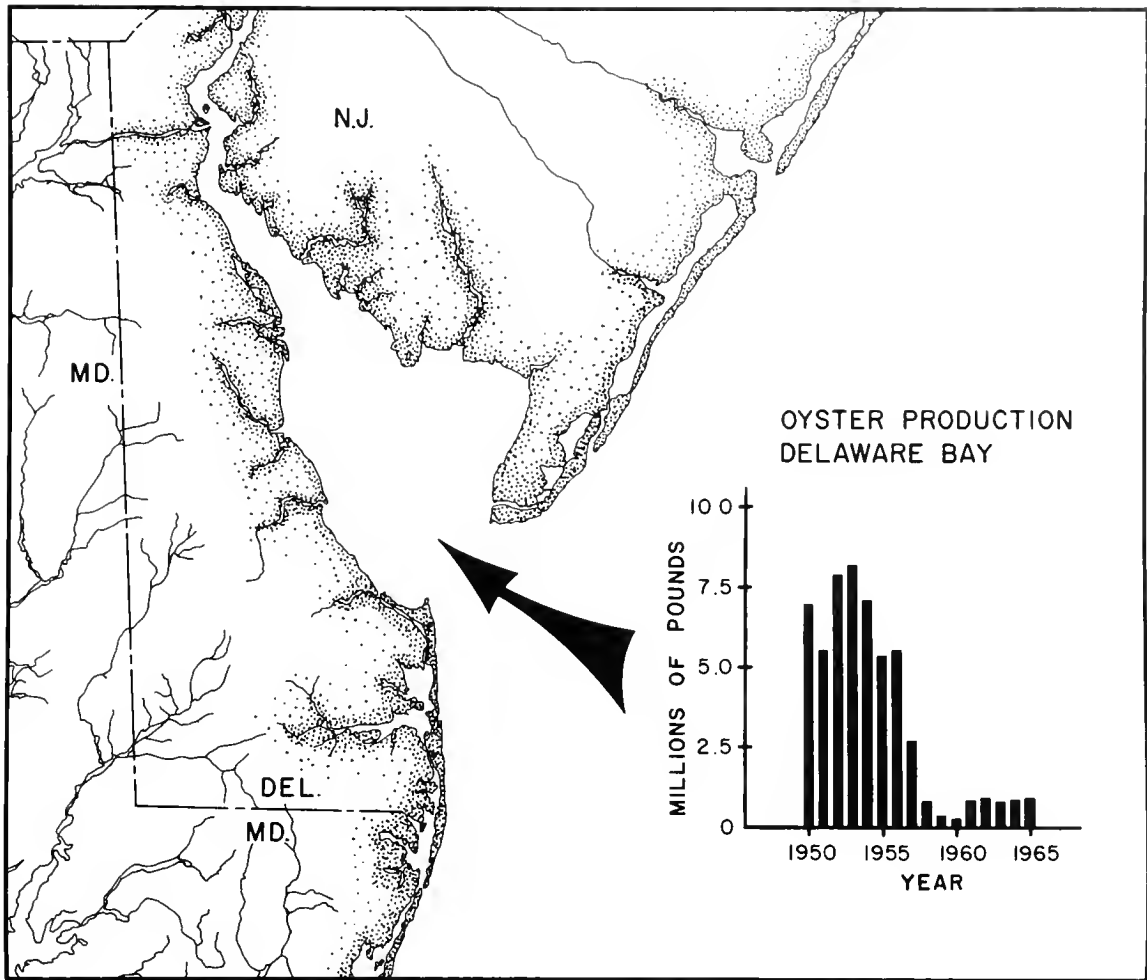 N.J.
MD.
DEL.
MD.
OYSTER PRODUCTION
DELAWARE BAY
MILLIONS OF POUNDS
10 0
7.5
5.0
2.5
0
1950 1955 1960 1965
YEAR